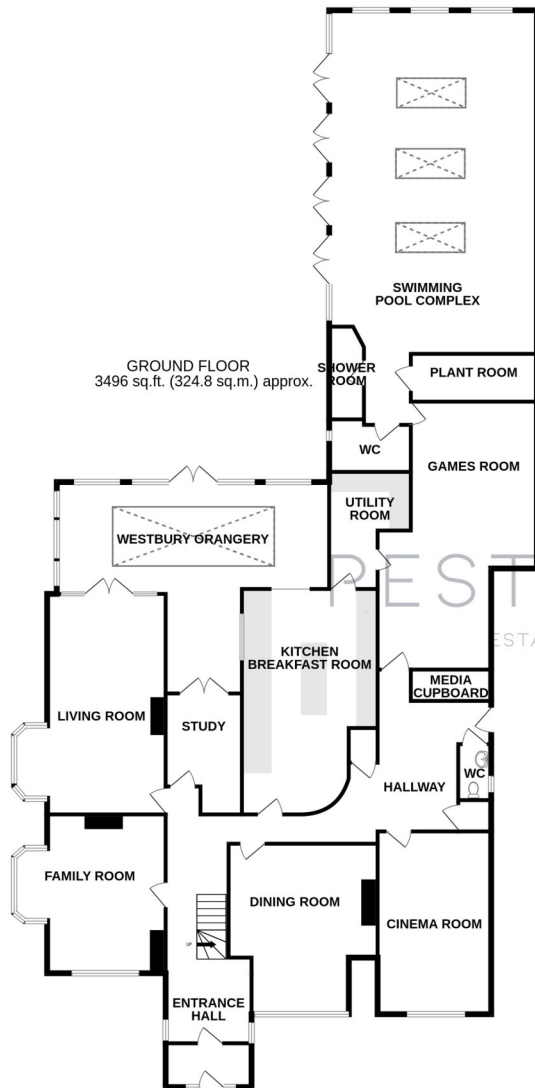 SWIMMING
POOL COMPLEX
GROUND FLOOR
3496 sq.ft. (324.8 sq.m.) approx.
SHOWER
ROOM
PLANT ROOM
WC
GAMES ROOM
UTILITY
ROOM
WESTBURY ORANGERY
PEST
ESTA
KITCHEN
BREAKFAST ROOM
MEDIA
CUPBOARD
LIVING ROOM
STUDY
WC
HALLWAY
FAMILY ROOM
DINING ROOM
CINEMA ROOM
UP
ENTRANCE
HALL